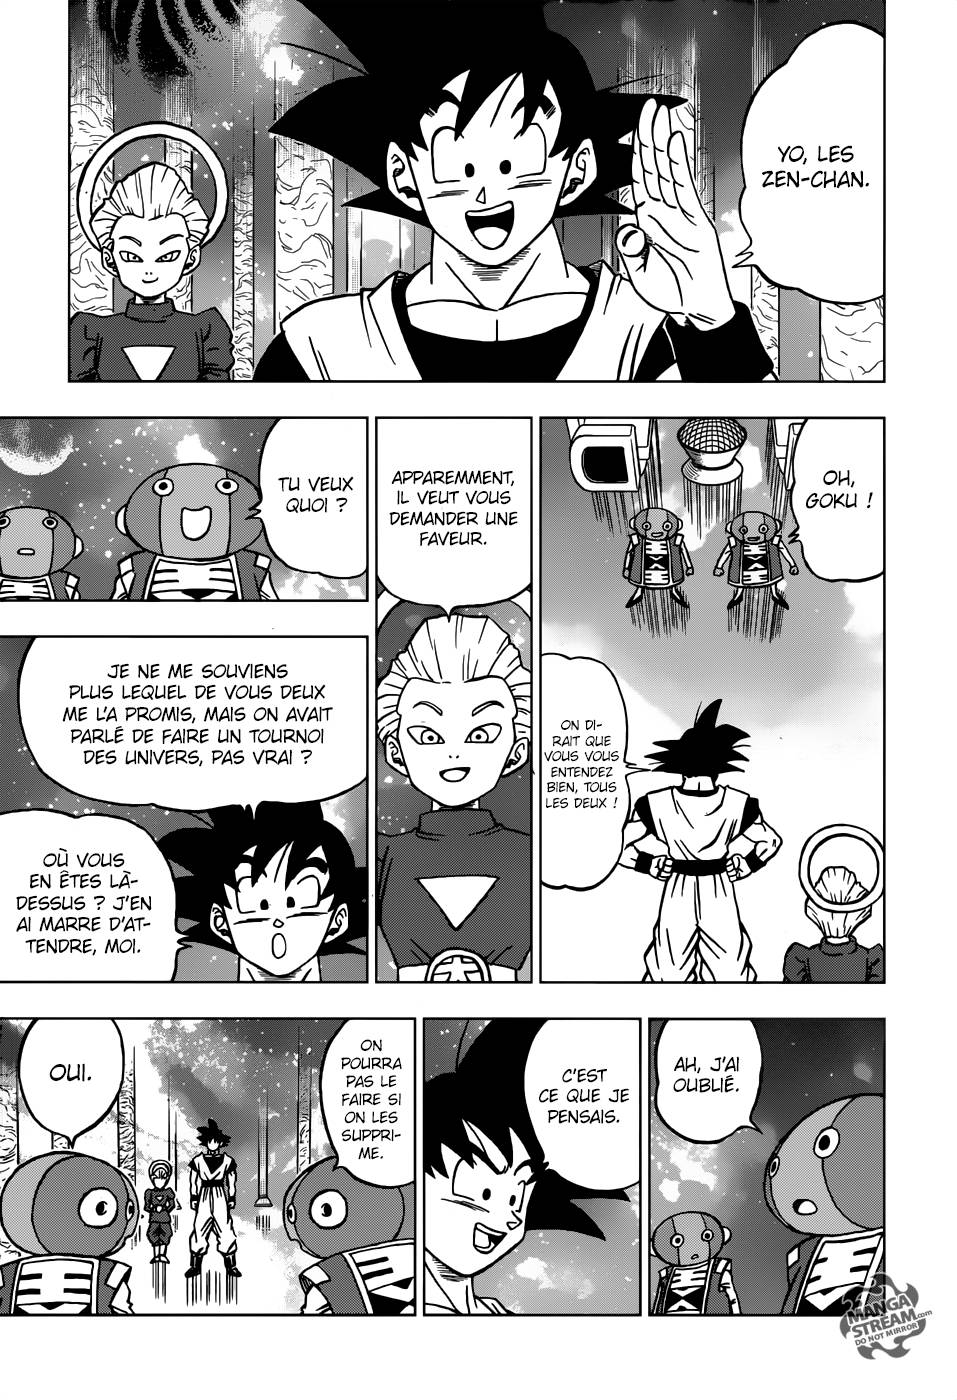 YO, LES
ZEN-CHAN.
OH,
GOKU !
ON DI-
RAIT QUE
VOUS VOUS
ENTENDEZ
BIEN, TOUS
LES DEUX !
APPAREMMENT,
IL VEUT VOUS
DEMANDER UNE
FAVEUR.
TU VEUX
QUOI ?
JE NE ME SOUVIENS
PLUS LEQUEL DE VOUS DEUX
ME L'A PROMIS, MAIS ON AVAIT
PARLÉ DE FAIRE UN TOURNOI
DES UNIVERS, PAS VRAI ?
OÙ VOUS
EN ÊTES LÀ-
DESSUS ? J'EN
AI MARRE D'AT-
TENDRE, MOI.
AH, J'AI
OUBLIÉ.
C'EST
CE QUE JE
PENSAIS.
ON
POURRA
PAS LE
FAIRE SI
ON LES
SUPPRI-
ME.
OUI.
MANGA
STREAM.com
DO NOT MIRROR!